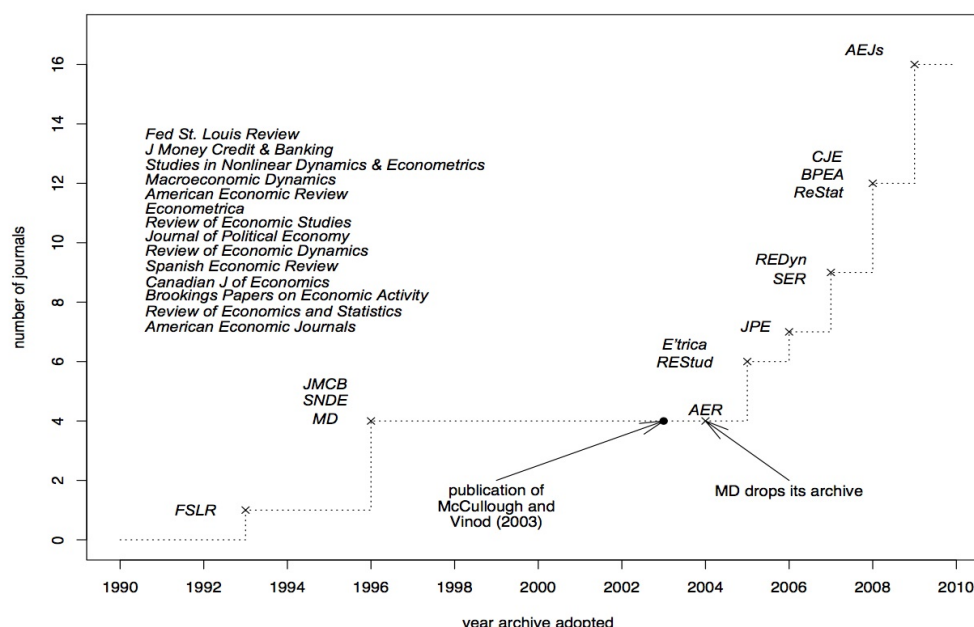 AEJs
16
14
Fed St. Louis Review
J Money Credit & Banking
Studies in Nonlinear Dynamics & Econometrics
Macroeconomic Dynamics
American Economic Review
Econometrica
Review of Economic Studies
Journal of Political Economy
Review of Economic Dynamics
Spanish Economic Review
Canadian J of Economics
Brookings Papers on Economic Activity
Review of Economics and Statistics
American Economic Journals
CJE
BPEA
ReStat
12
10
number of journals
REDyn
SER
8
JPE
E'trica
REStud
6
JMCB
SNDE
MD
AER
4
publication of
McCullough and
Vinod (2003)
MD drops its archive
2
FSLR
0
1990 1992 1994 1996 1998 2000 2002 2004 2006 2008 2010
year archive adopted